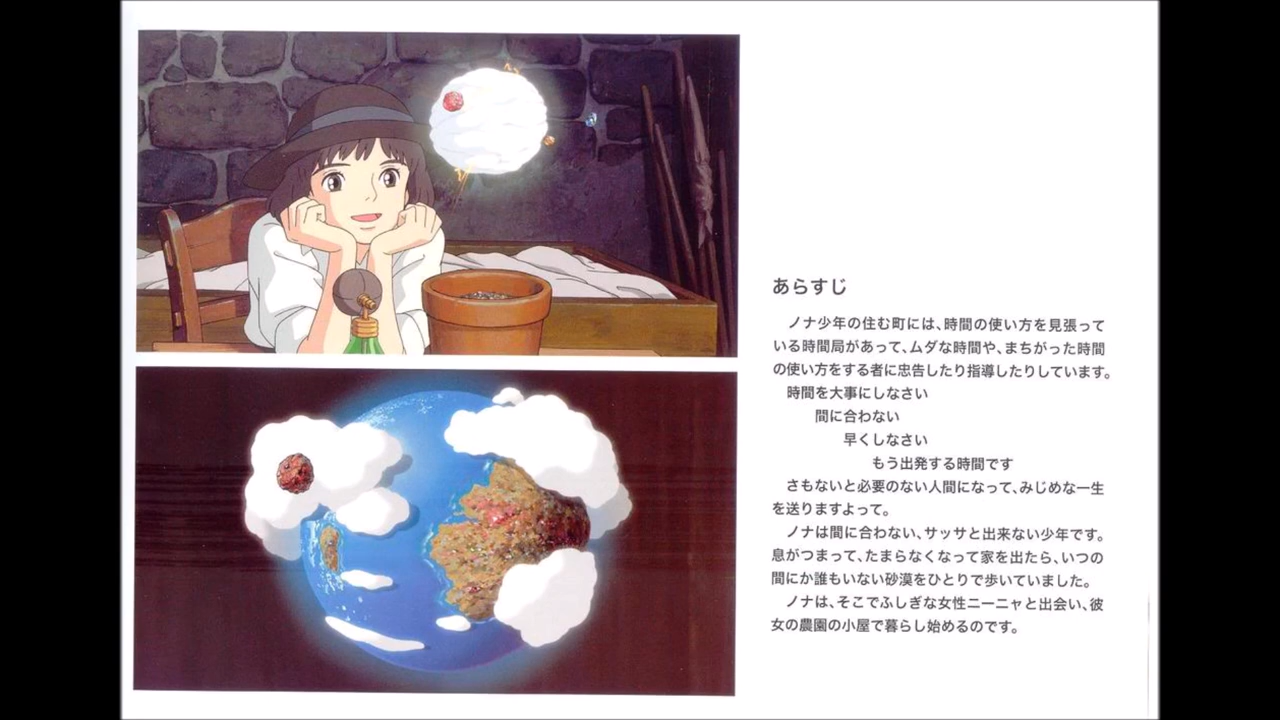 あらすじ
ノナ少年の住む町には、時間の使い方を見張って
いる時間局があって、ムダな時間や、まちがった時間
の使い方をする者に忠告したり指導したりしています。
時間を大事にしなさい
間に合わない
早くしなさい
もう出発する時間です
さもないと必要のない人間になって、みじめな一生
を送りますよって。
ノナは間に合わない、サッサと出来ない少年です。
息がつまって、たまらなくなって家を出たら、いつの
間にか誰もいない砂漠をひとりで歩いていました。
ノナは、そこでふしぎな女性ニーニャと出会い、彼
女の農園の小屋で暮らし始めるのです。